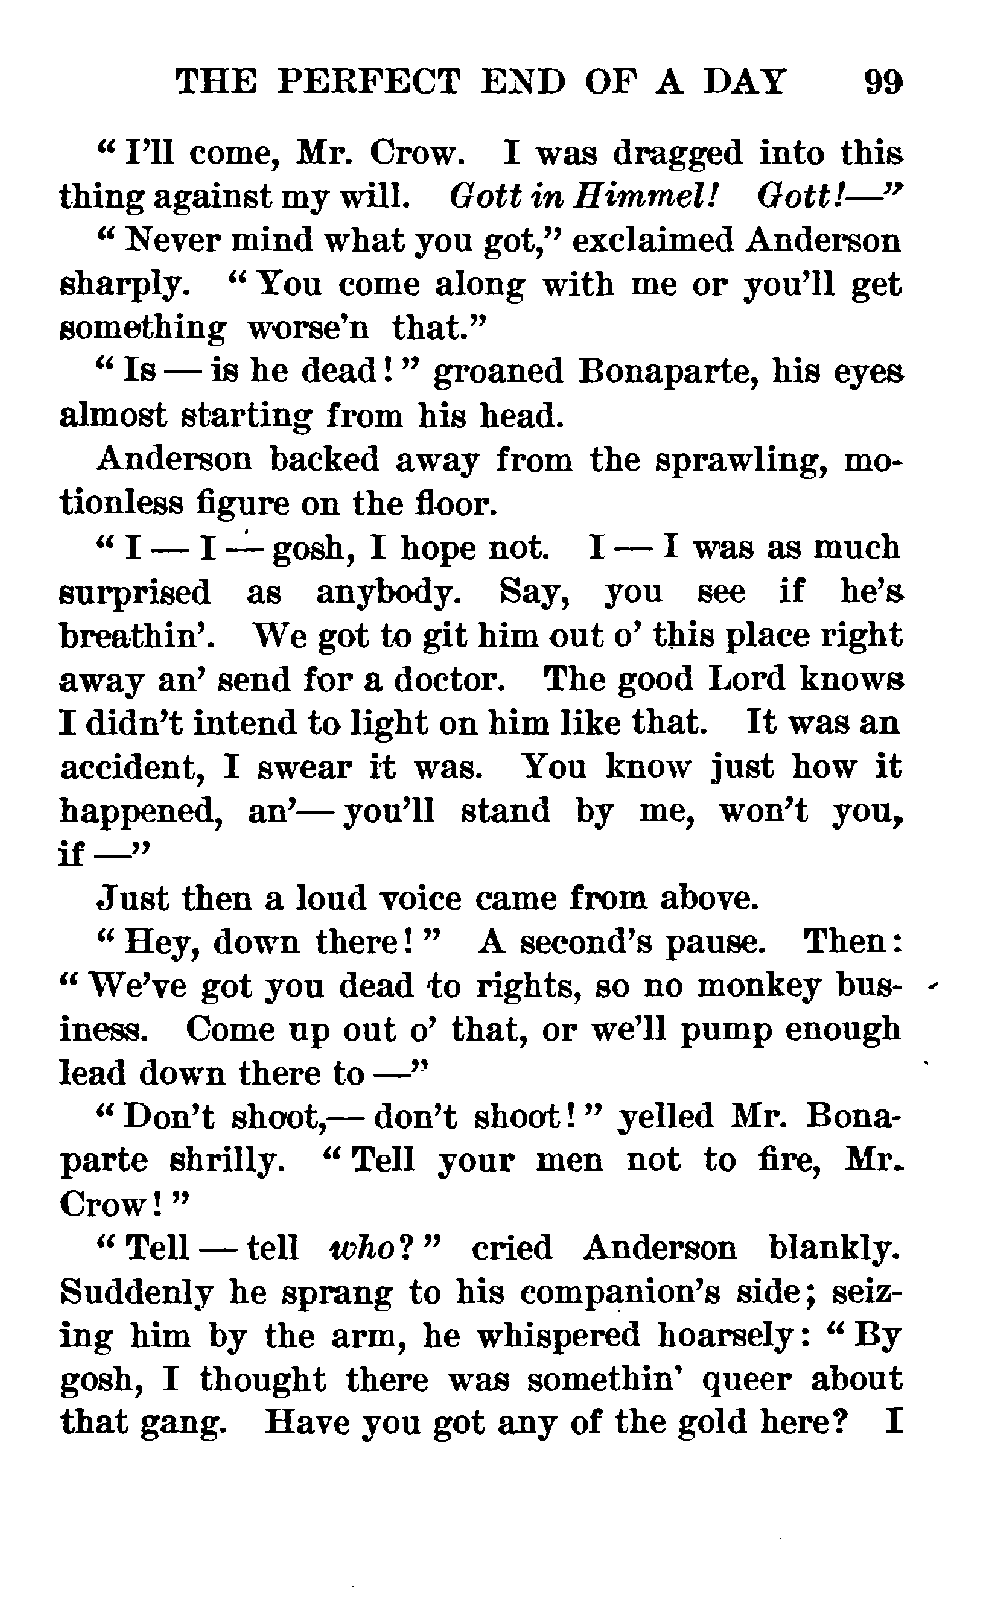 THE PERFECT END OF A DAY 99
“ I’ll come, Mr. Crow. I was dragged into this
thing against my will. Gott in Himmel! Gott!—”
“ Never mind what you got,” exclaimed Anderson
sharply. “ You come along with me or you’ll get
something worse’n that.”
“ Is — is he dead! ” groaned Bonaparte, his eyes
almost starting from his head.
Anderson backed away from the sprawling, mo-
tionless figure on the floor.
“ I — I — gosh, I hope not. I — I was as much
surprised as anybody. Say, you see if he’s
breathin’. We got to git him out o’ this place right
away an’ send for a doctor. The good Lord knows
I didn’t intend to light on him like that. It was an
accident, I swear it was. You know just how it
happened, an’— you’ll stand by me, won’t you,
if —”
Just then a loud voice came from above.
“ Hey, down there! ” A second’s pause. Then:
“ We’ve got you dead to rights, so no monkey bus-
iness. Come up out o’ that, or we’ll pump enough
lead down there to —”
“ Don’t shoot,— don’t shoot! ” yelled Mr. Bona-
parte shrilly. “ Tell your men not to fire, Mr.
Crow! ”
“ Tell — tell who? ” cried Anderson blankly.
Suddenly he sprang to his companion’s side; seiz-
ing him by the arm, he whispered hoarsely: “ By
gosh, I thought there was somethin’ queer about
that gang. Have you got any of the gold here? I